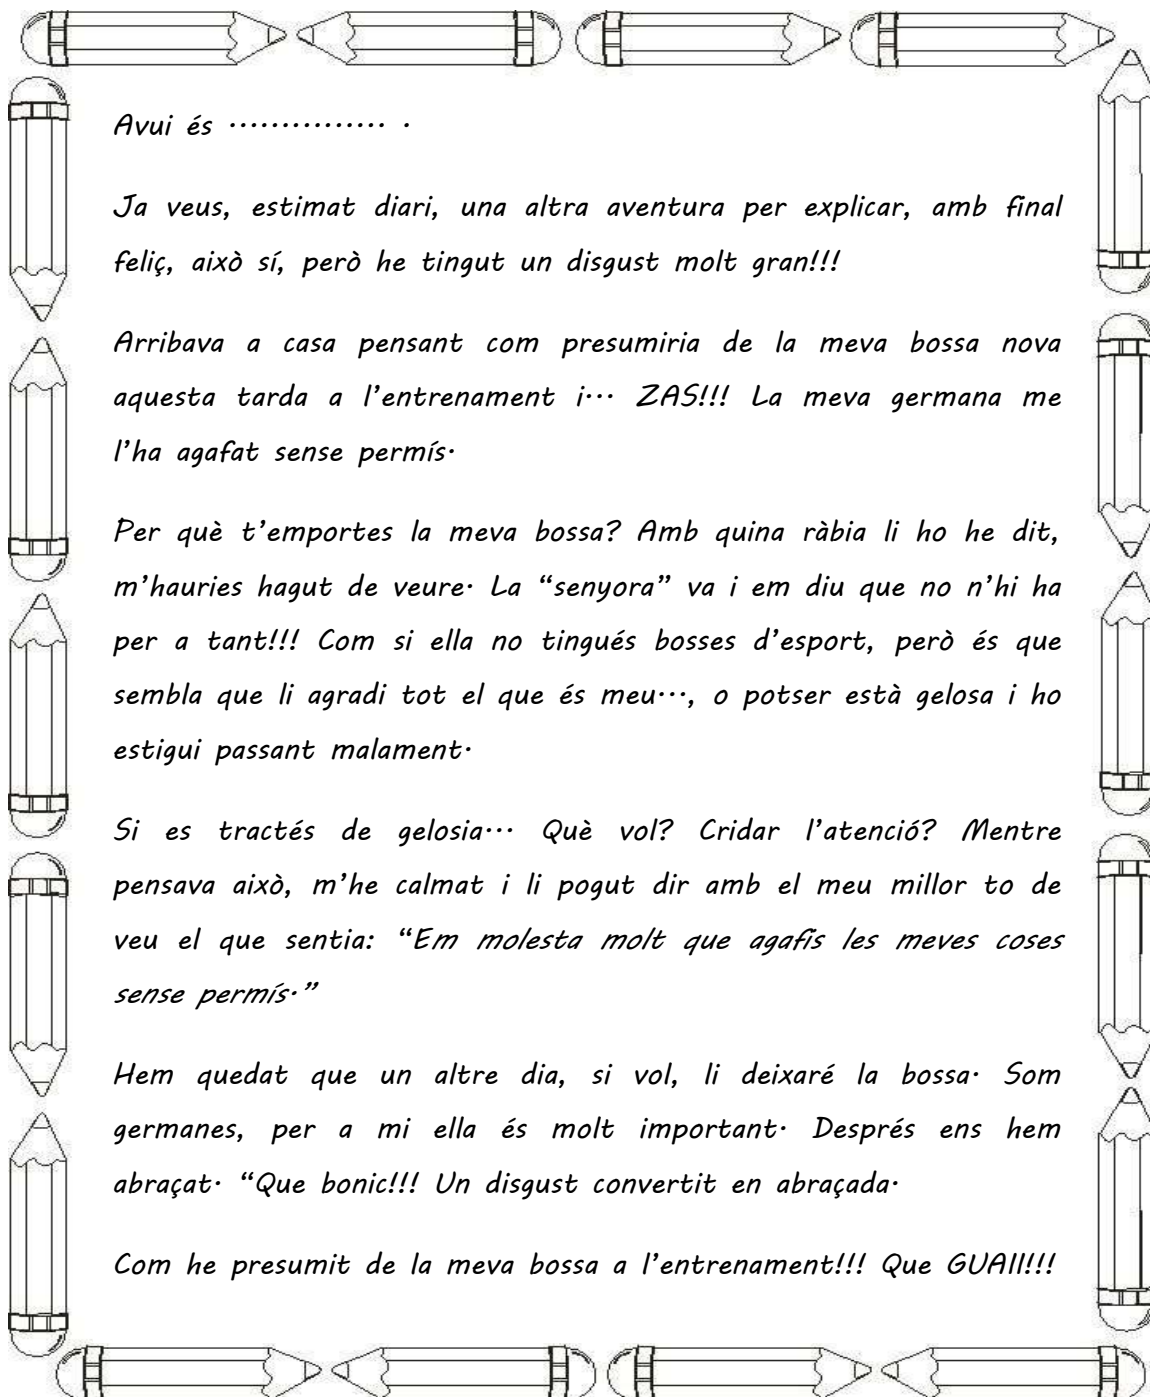 Avui és ............... .
Ja veus, estimat diari, una altra aventura per explicar, amb final
feliç, això sí, però he tingut un disgust molt gran!!!
Arribava a casa pensant com presumiria de la meva bossa nova
aquesta tarda a l’entrenament i... ZAS!!! La meva germana me
l’ha agafat sense permís.
Per què t’emportes la meva bossa? Amb quina ràbia li ho he dit,
m’hauries hagut de veure. La “senyora” va i em diu que no n’hi ha
per a tant!!! Com si ella no tingués bosses d’esport, però és que
sembla que li agradi tot el que és meu..., o potser està gelosa i ho
estigui passant malament.
Si es tractés de gelosia... Què vol? Cridar l’atenció? Mentre
pensava això, m’he calmat i li pogut dir amb el meu millor to de
veu el que sentia: “Em molesta molt que agafis les meves coses
sense permís.”
Hem quedat que un altre dia, si vol, li deixaré la bossa. Som
germanes, per a mi ella és molt important. Després ens hem
abraçat. “Que bonic!!! Un disgust convertit en abraçada.
Com he presumit de la meva bossa a l’entrenament!!! Que GUAII!!!